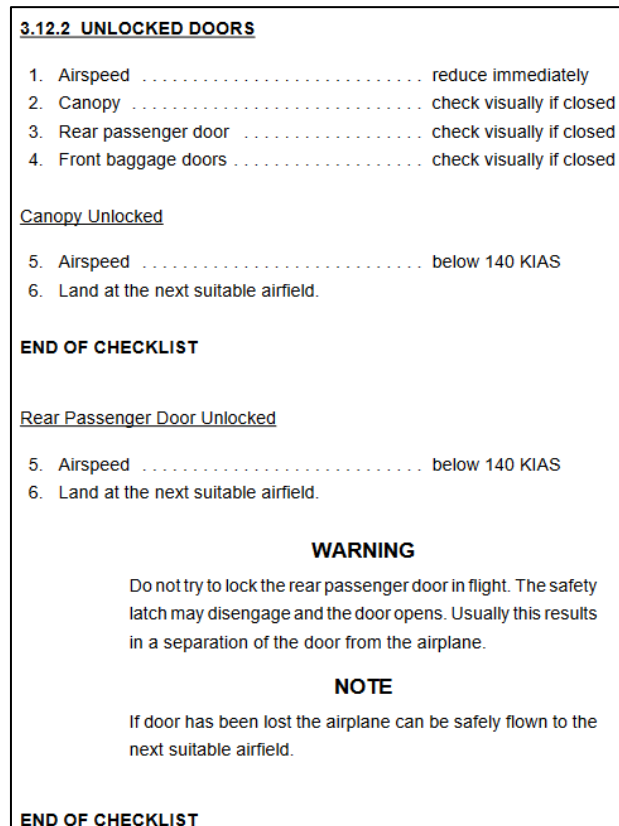 3.12.2 UNLOCKED DOORS
1. Airspeed . . . . . . . . . . . . . . . . . . . . . . . . . . . . reduce immediately
2. Canopy . . . . . . . . . . . . . . . . . . . . . . . . . . . . . check visually if closed
3. Rear passenger door . . . . . . . . . . . . . . . . . . check visually if closed
4. Front baggage doors . . . . . . . . . . . . . . . . . . . check visually if closed
Canopy Unlocked
5. Airspeed . . . . . . . . . . . . . . . . . . . . . . . . . . . . below 140 KIAS
6. Land at the next suitable airfield.
END OF CHECKLIST
Rear Passenger Door Unlocked
5. Airspeed . . . . . . . . . . . . . . . . . . . . . . . . . . . . below 140 KIAS
6. Land at the next suitable airfield.
WARNING
Do not try to lock the rear passenger door in flight. The safety
latch may disengage and the door opens. Usually this results
in a separation of the door from the airplane.
NOTE
If door has been lost the airplane can be safely flown to the
next suitable airfield.
END OF CHECKLIST